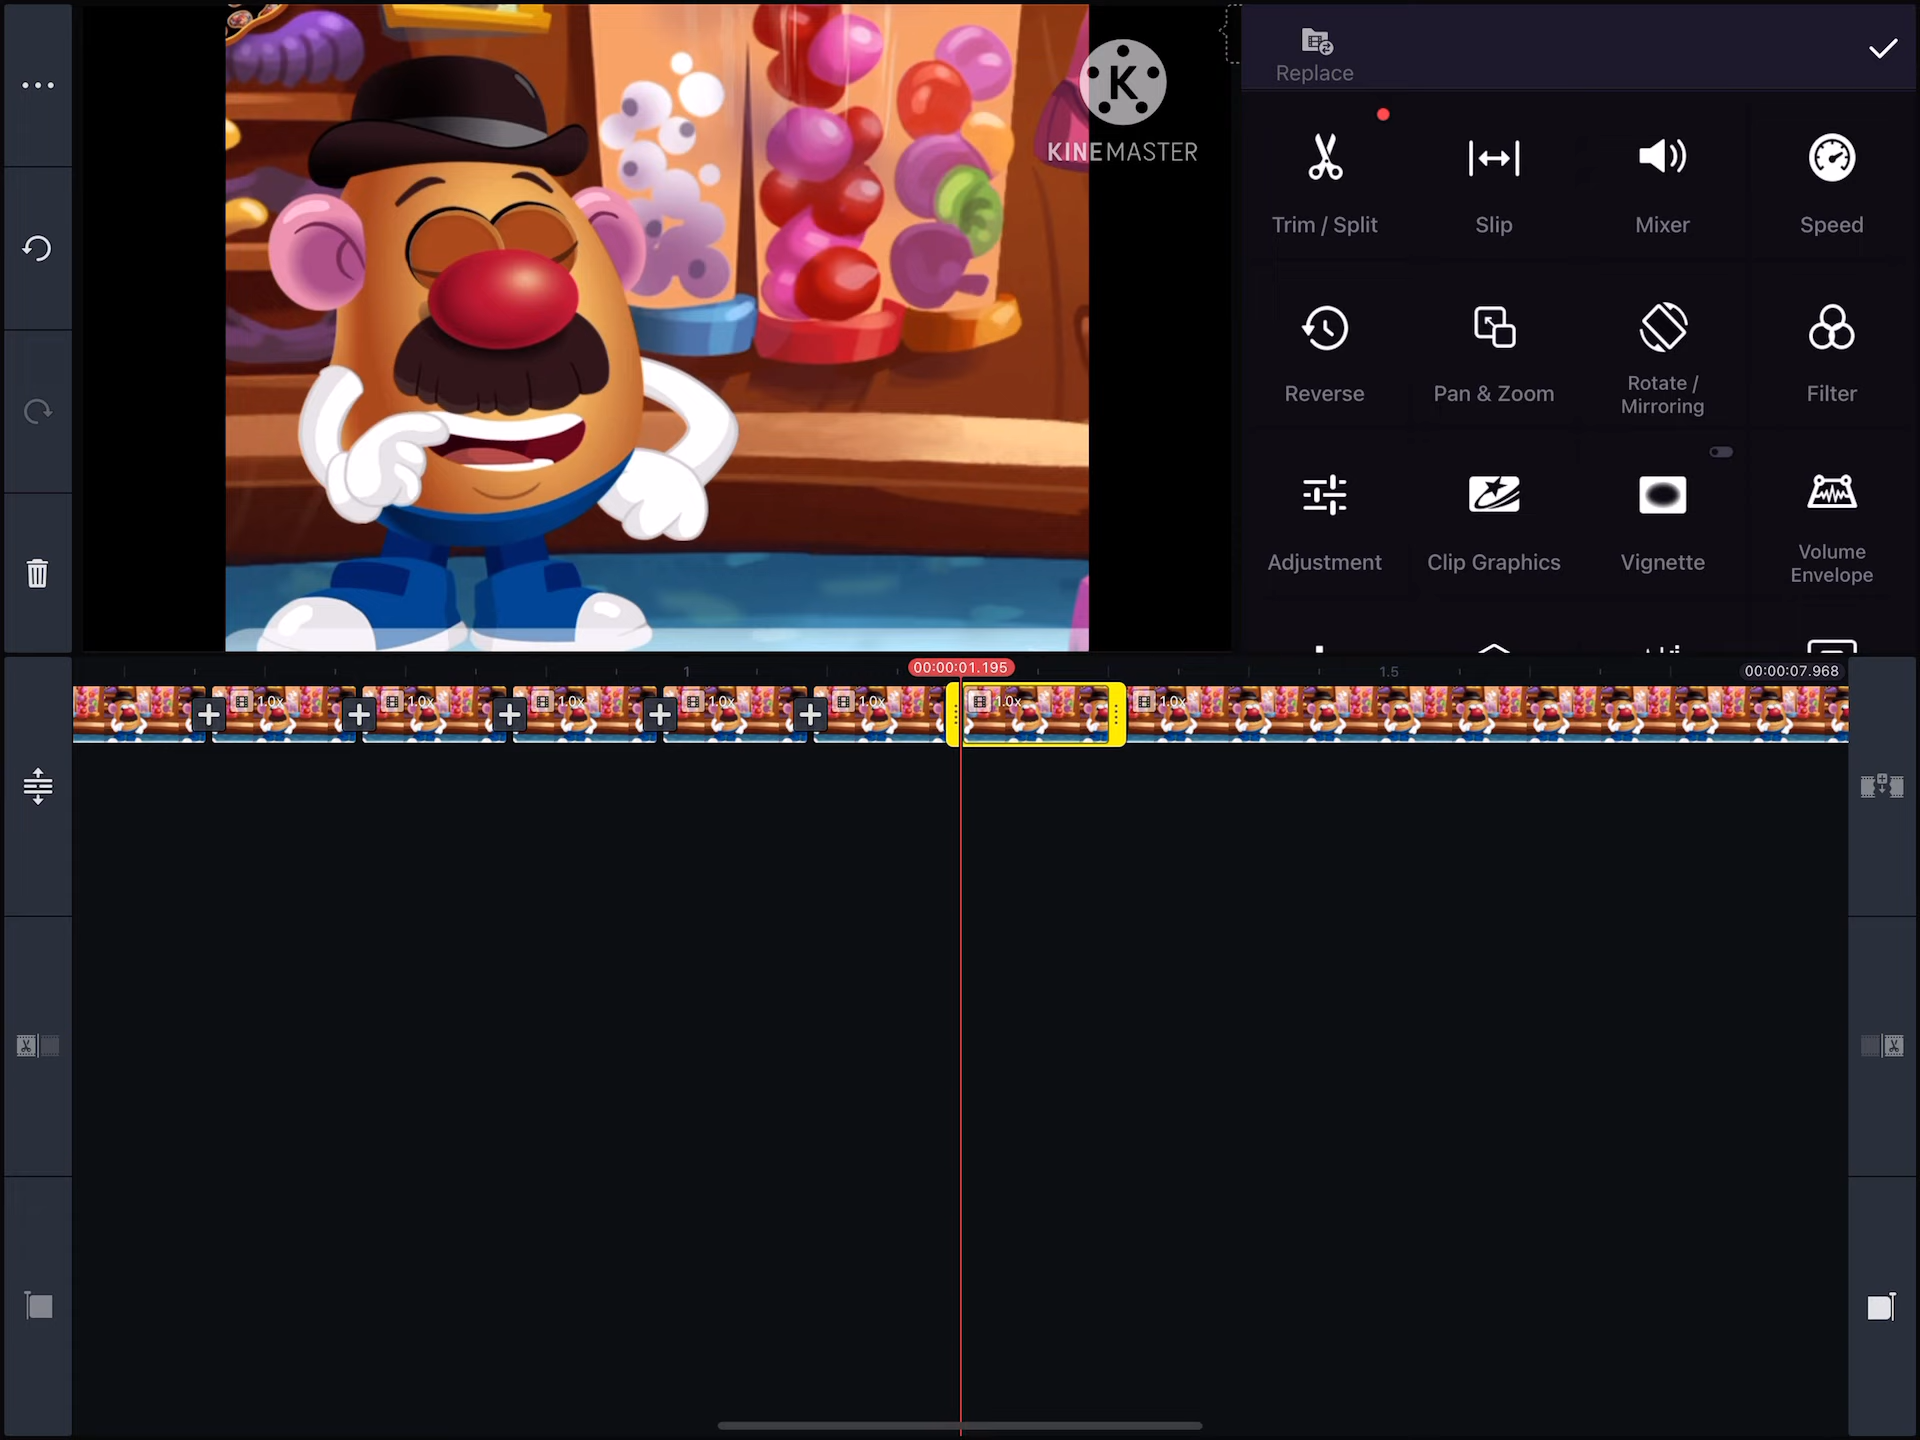 Replace
K
KINEMASTER
Trim / Split
Slip
Mixer
Speed
Reverse
Pan & Zoom
Rotate /
Mirroring
Filter
Adjustment
Clip Graphics
Vignette
Volume
Envelope
1
00:00:01.195
1.5
00:00:07.968
1.0x
1.0x
1.0x
1.0x
1.0x
1.0x
1.0x